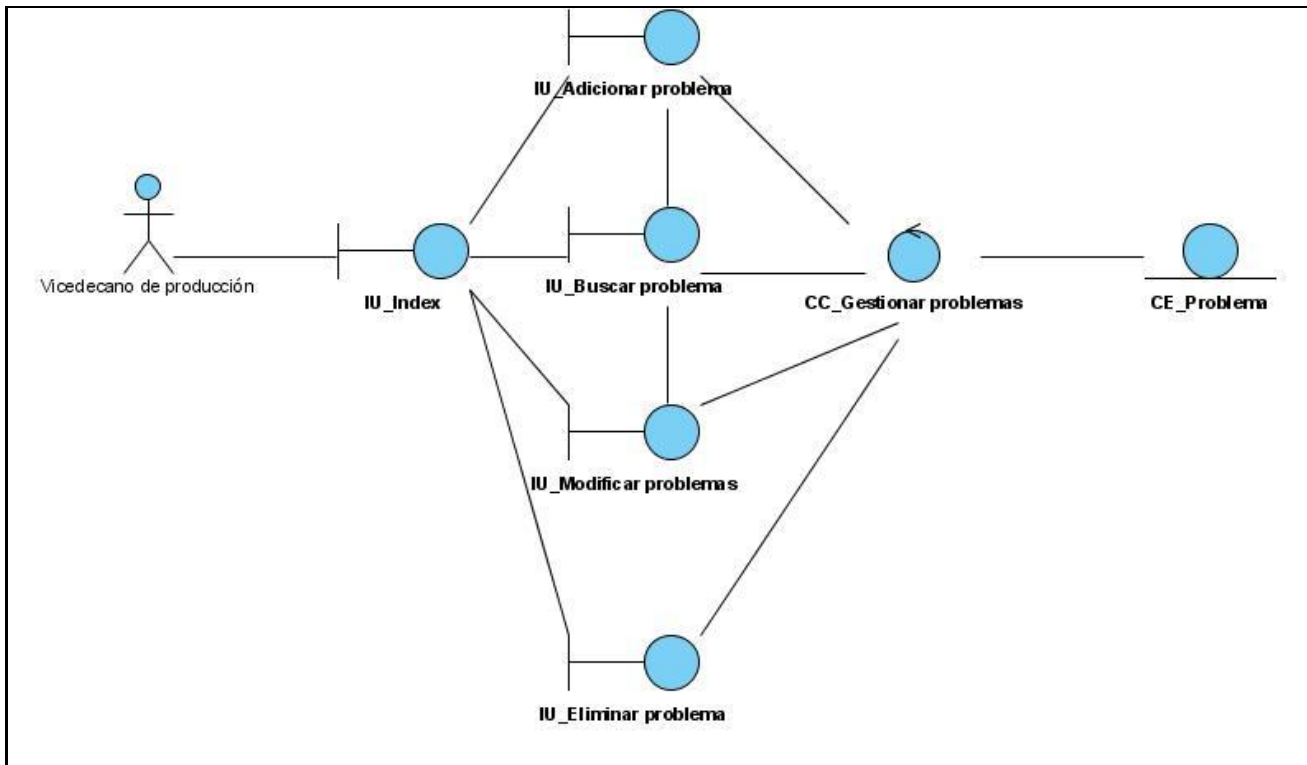 IU_Adicionar problema
Vicedecano de producción
IU_Index
IU_Buscar problema
CC_Gestionar problemas
CE_Problema
IU_Modificar problemas
IU_Eliminar problema